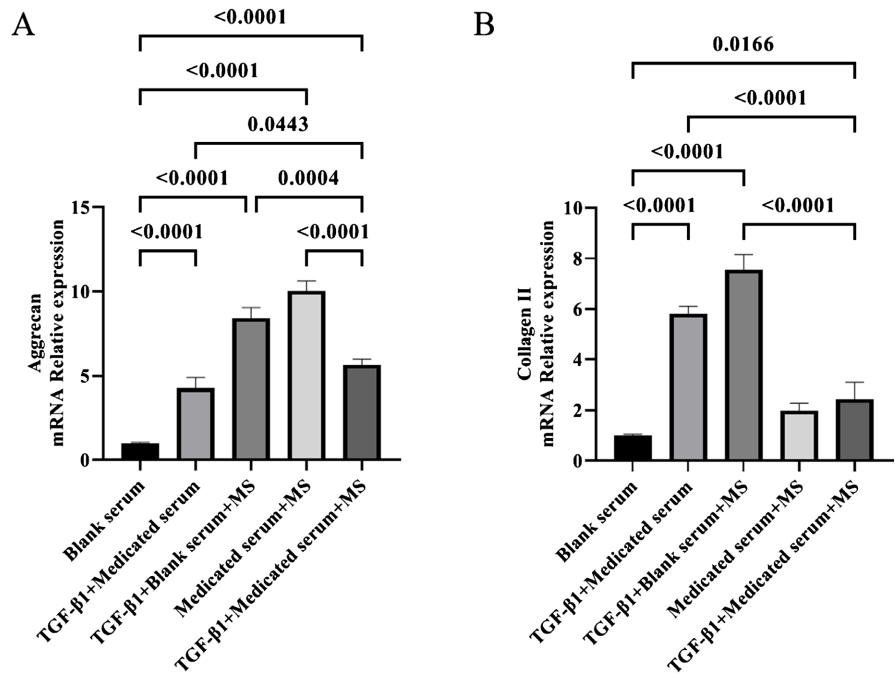 A
<0.0001
<0.0001
0.0443
<0.0001
0.0004
<0.0001
<0.0001
Aggrecan
mRNA Relative expression
15
10
5
0
Blank serum
TGF-β1+Medicated serum
TGF-β1+Blank serum+MS
Medicated serum+MS
TGF-β1+Medicated serum+MS
B
0.0166
<0.0001
<0.0001
<0.0001
<0.0001
Collagen II
mRNA Relative expression
10
8
6
4
2
0
Blank serum
TGF-β1+Medicated serum
TGF-β1+Blank serum+MS
Medicated serum+MS
TGF-β1+Medicated serum+MS